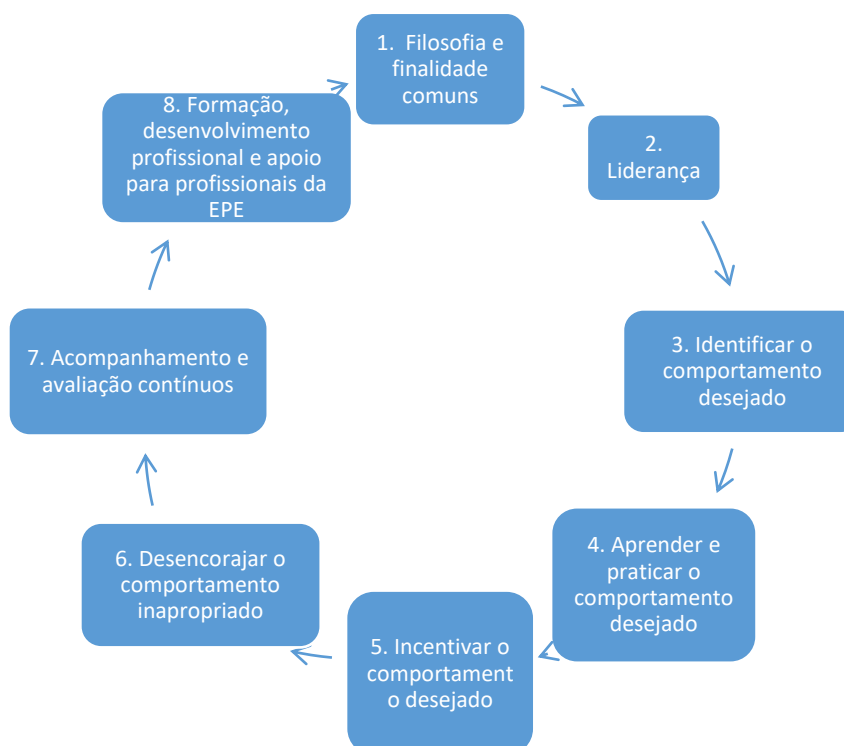 1. Filosofia e
finalidade
comuns
2.
Liderança
3. Identificar o
comportamento
desejado
4. Aprender e
praticar o
comportamento
desejado
5. Incentivar o
comportament
o desejado
6. Desencorajar o
comportamento
inapropriado
7. Acompanhamento e
avaliação contínuos
8. Formação,
desenvolvimento
profissional e apoio
para profissionais da
EPE